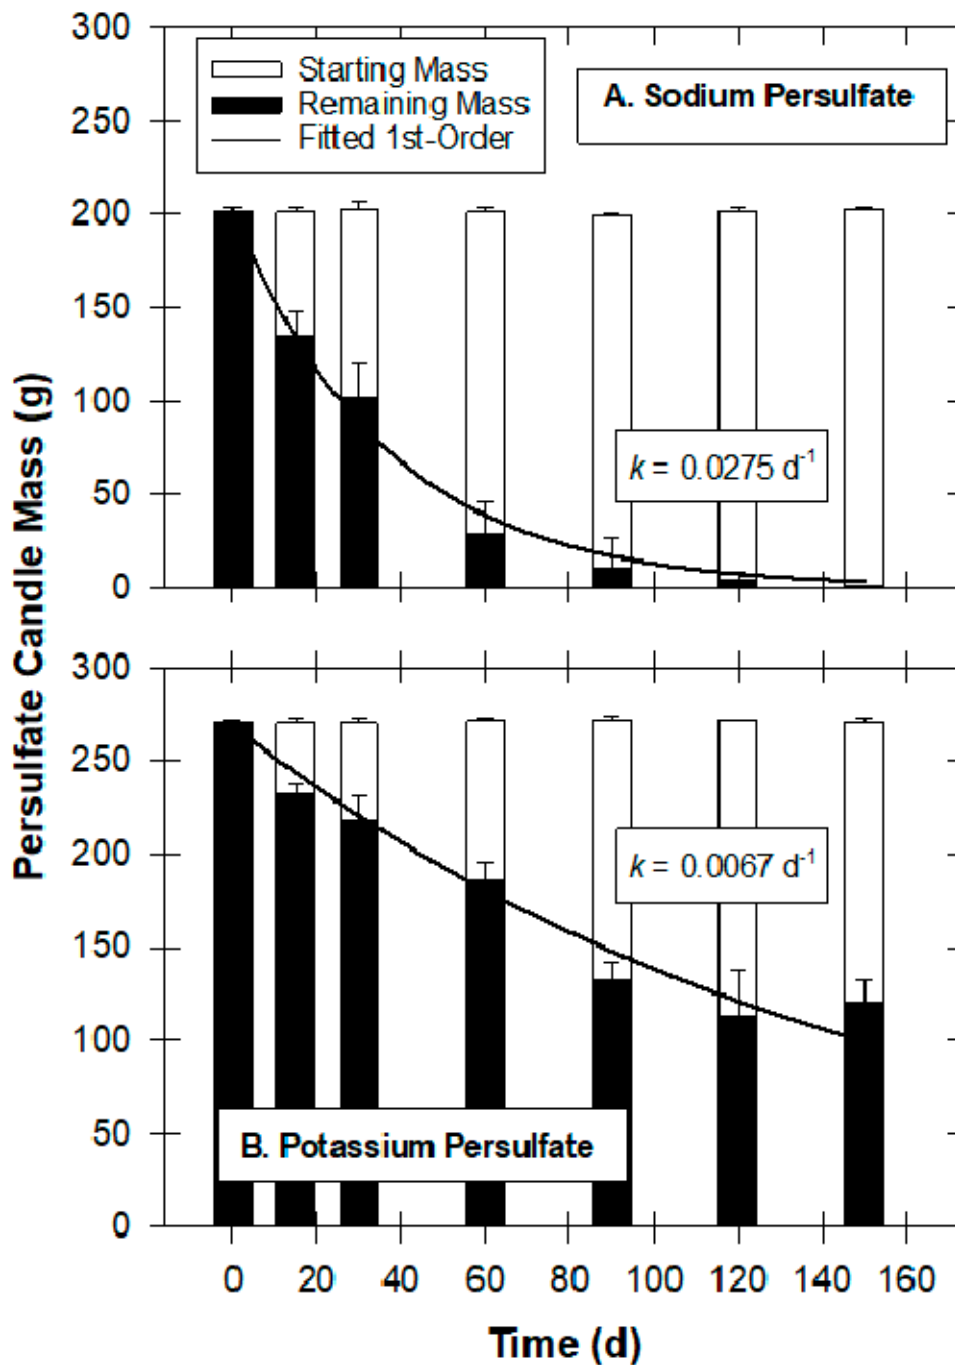 300
Starting Mass
Remaining Mass
Fitted 1st-Order
A. Sodium Persulfate
250
200
150
100
k = 0.0275 d-1
50
0
Persulfate Candle Mass (g)
300
250
200
k = 0.0067 d-1
150
100
50
B. Potassium Persulfate
0
0 20 40 60 80 100 120 140 160
Time (d)